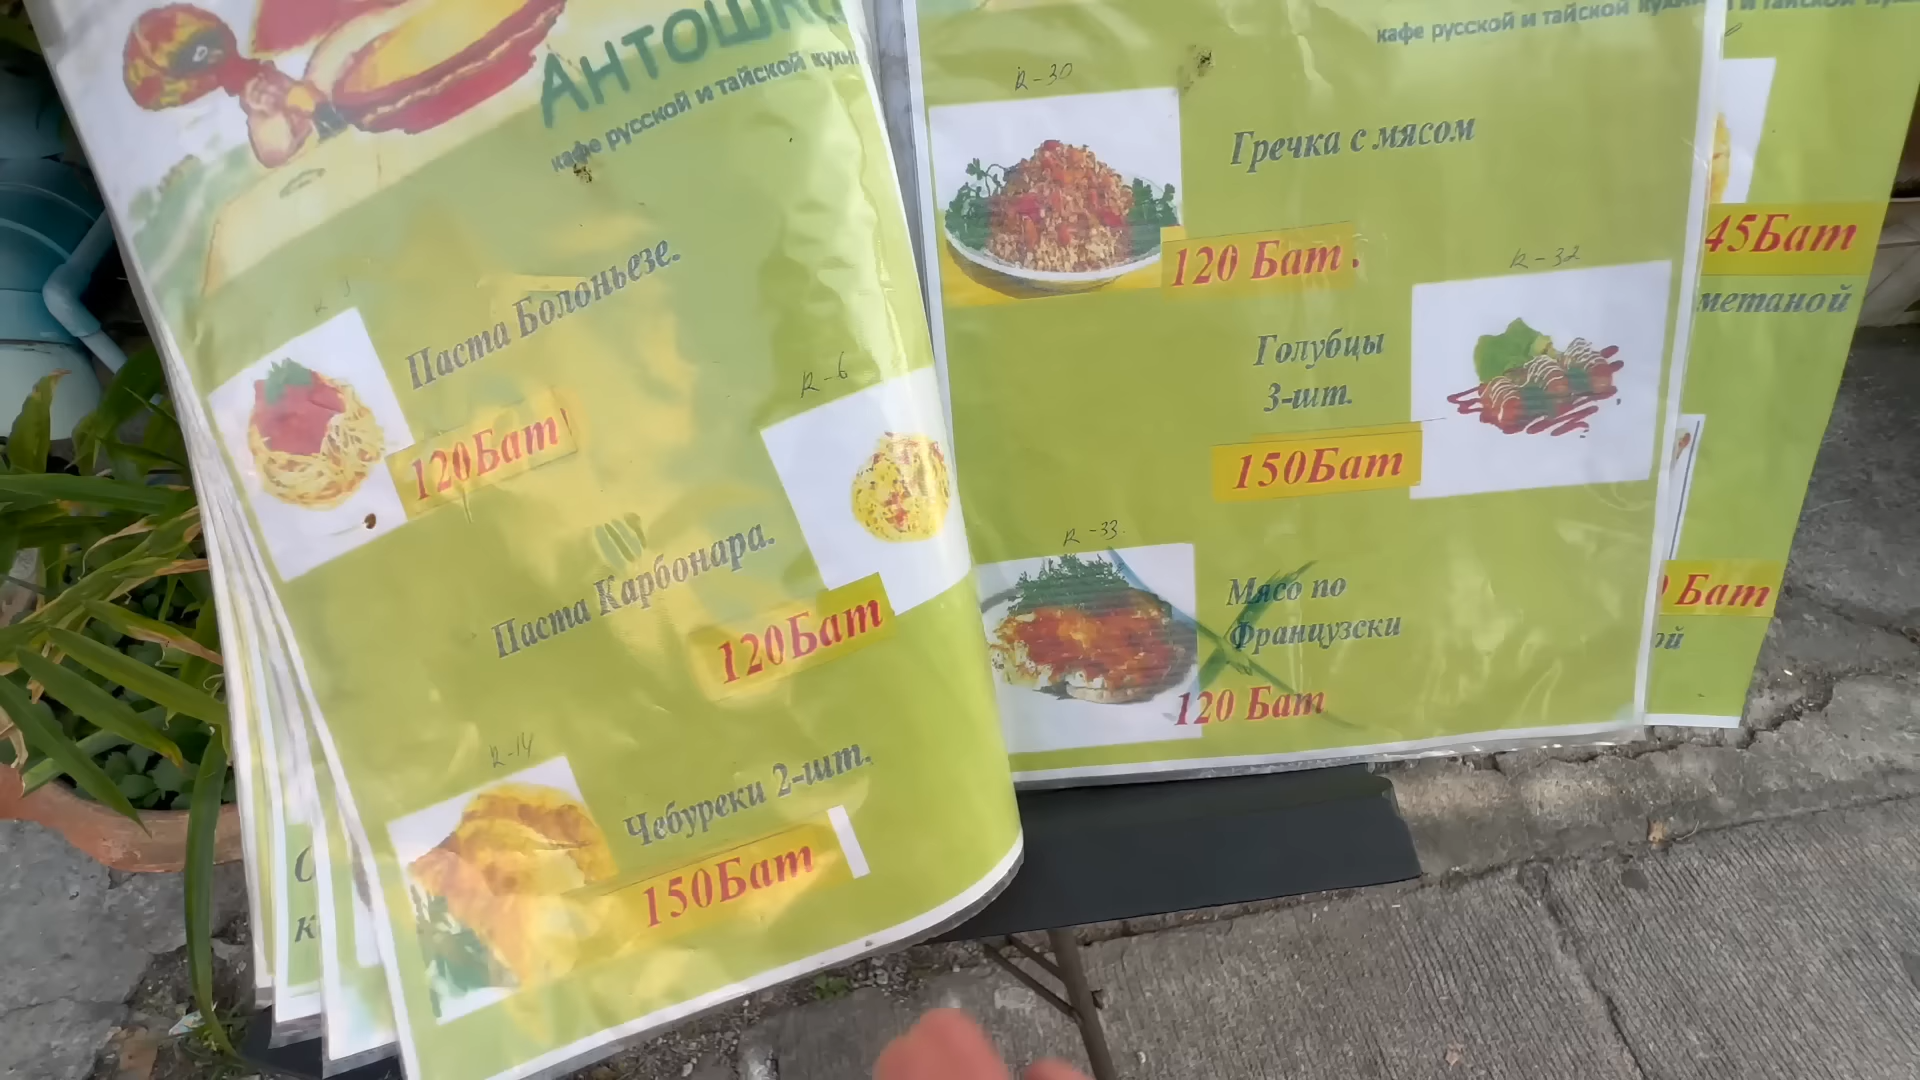 АНТОШКА
кафе русской и тайской кухни
Паста Болоньезе.
120Бат
R-6
Паста Карбонара.
120Бат
R-14
Чебуреки 2-шт.
150Бат
кафе русской и тайской кухни
R-30
Гречка с мясом
120 Бат.
R-32
Голубцы
3-шт.
150Бат
R-33.
Мясо по
Французски
120 Бат
45Бат
метаной
Бат
ой